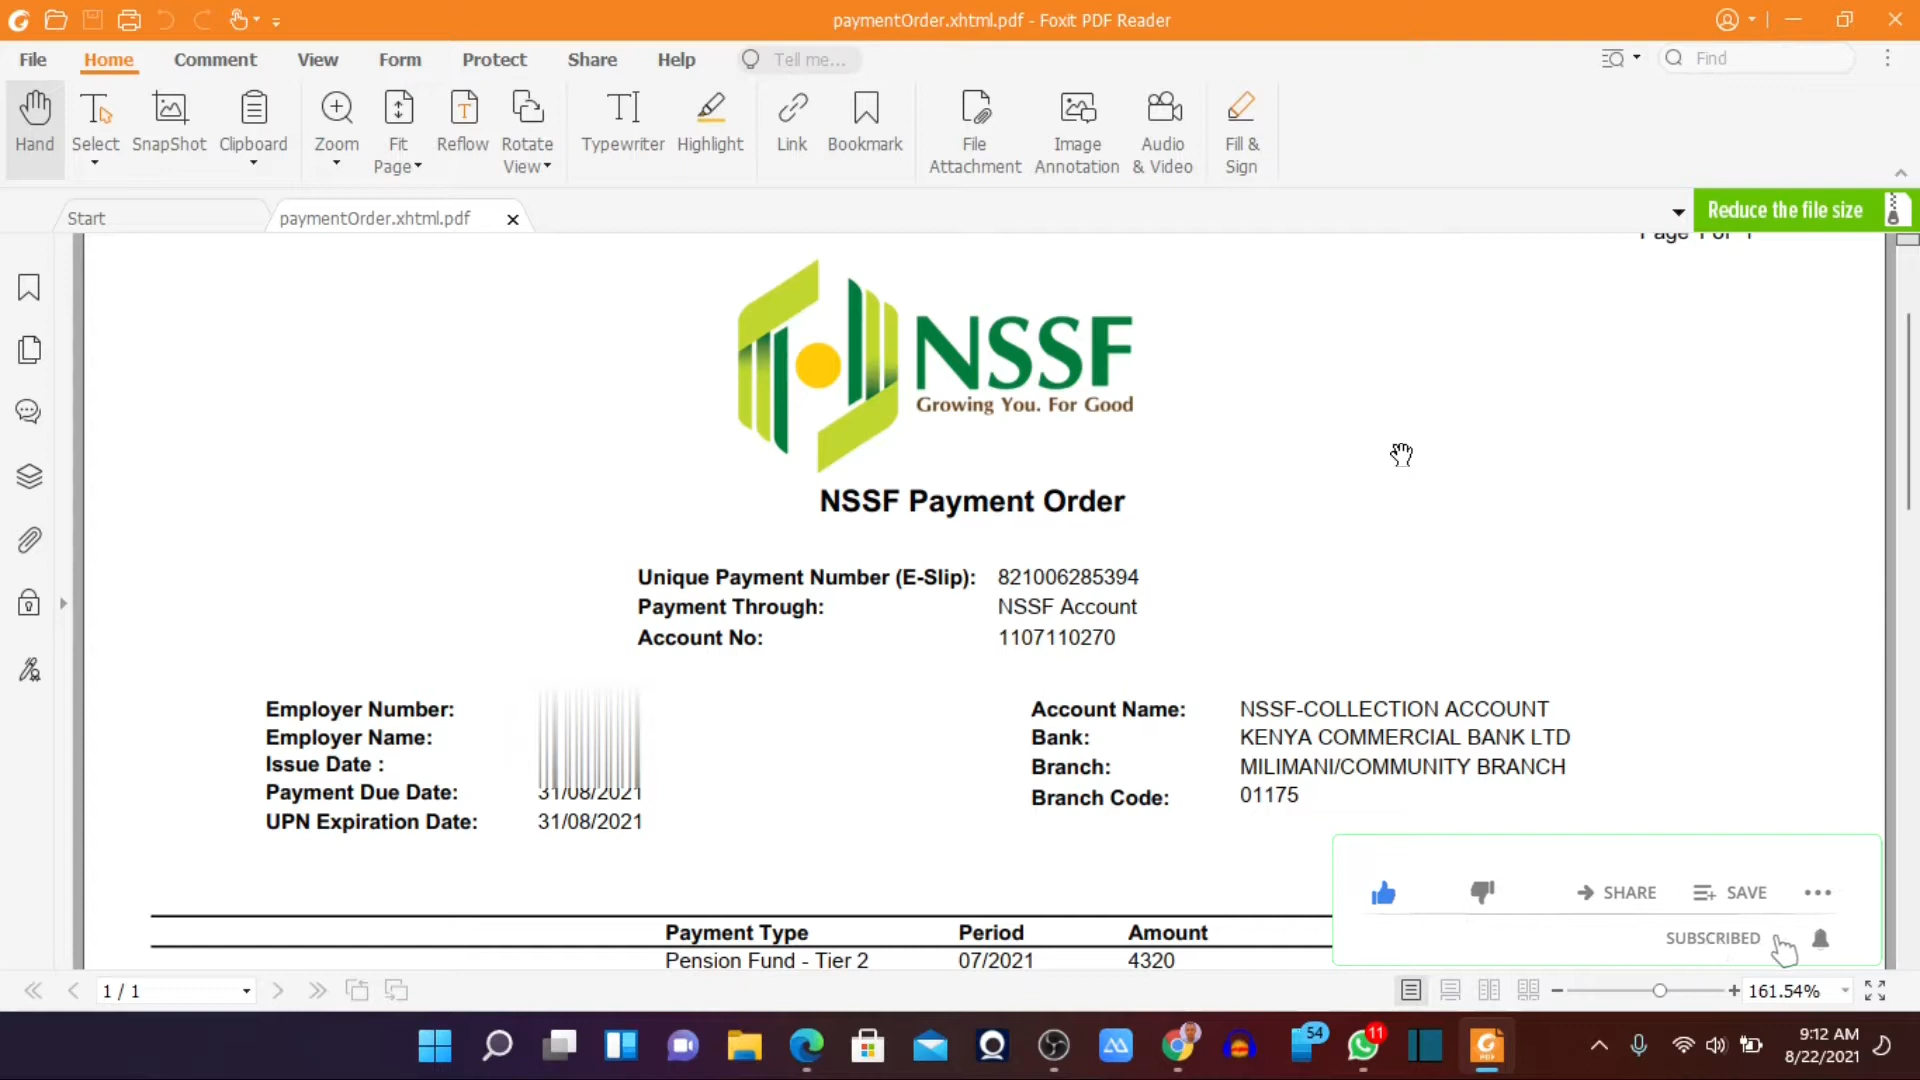 paymentOrder.xhtml.pdf - Foxit PDF Reader
File Home Comment View Form Protect Share Help Tell me... Find
Hand Select SnapShot Clipboard Zoom Fit Page Reflow Rotate View Typewriter Highlight Link Bookmark File Attachment Image Annotation Audio & Video Fill & Sign
Start paymentOrder.xhtml.pdf Reduce the file size
Page 1 of 1
NSSF
Growing You. For Good
NSSF Payment Order
Unique Payment Number (E-Slip): 821006285394
Payment Through: NSSF Account
Account No: 1107110270
Employer Number: Account Name: NSSF-COLLECTION ACCOUNT
Employer Name: Bank: KENYA COMMERCIAL BANK LTD
Issue Date : Branch: MILIMANI/COMMUNITY BRANCH
Payment Due Date: 31/08/2021 Branch Code: 01175
UPN Expiration Date: 31/08/2021
SHARE SAVE
Payment Type Period Amount
SUBSCRIBED
Pension Fund - Tier 2 07/2021 4320
1 / 1 161.54%
54 11
9:12 AM
8/22/2021